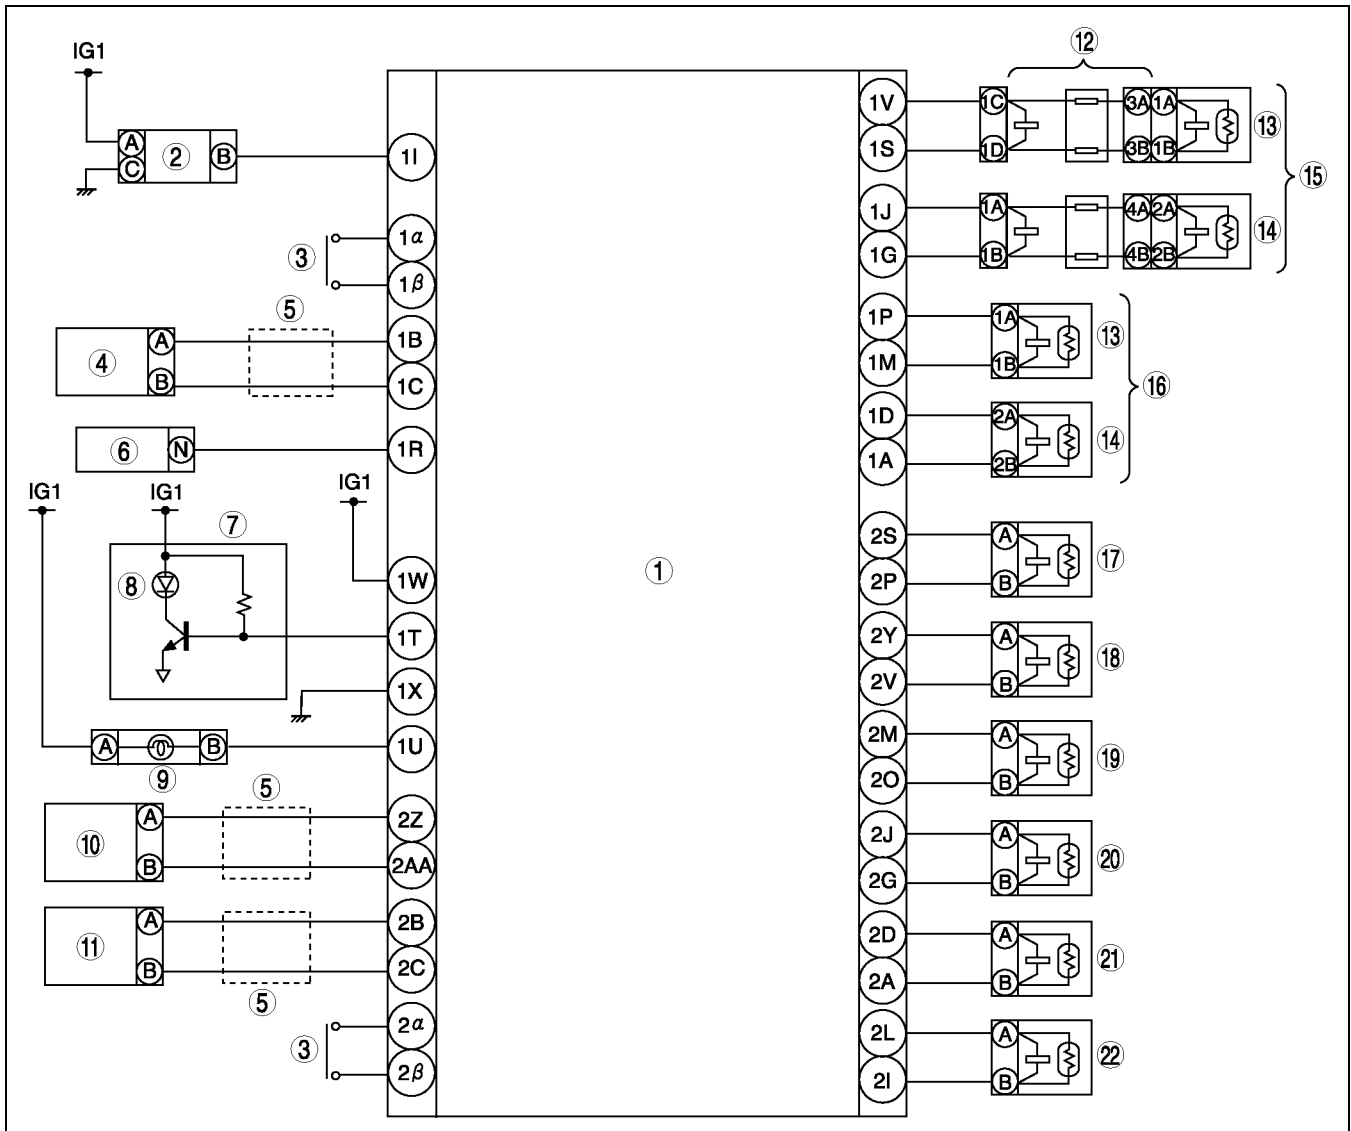 IG1
A
C
②
B
1I
③
1α
1β
⑤
④
A
B
1B
1C
⑥
N
1R
IG1
IG1
IG1
⑦
⑧
1W
1T
1X
A
B
1U
⑨
⑤
⑩
A
B
2Z
2AA
⑪
A
B
2B
2C
⑤
③
2α
2β
①
⑫
1V
1C
3A
1A
⑬
1S
1D
3B
1B
⑮
1J
1A
4A
2A
⑭
1G
1B
4B
2B
1P
1A
⑬
1M
1B
⑯
1D
2A
⑭
1A
2B
2S
A
⑰
2P
B
2Y
A
⑱
2V
B
2M
A
⑲
2O
B
2J
A
⑳
2G
B
2D
A
㉑
2A
B
2L
A
㉒
2I
B